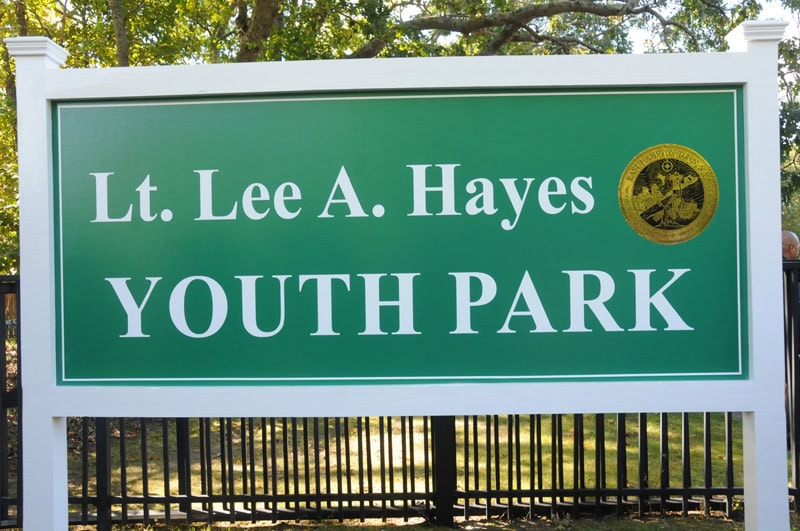 Lt. Lee A. Hayes
YOUTH PARK